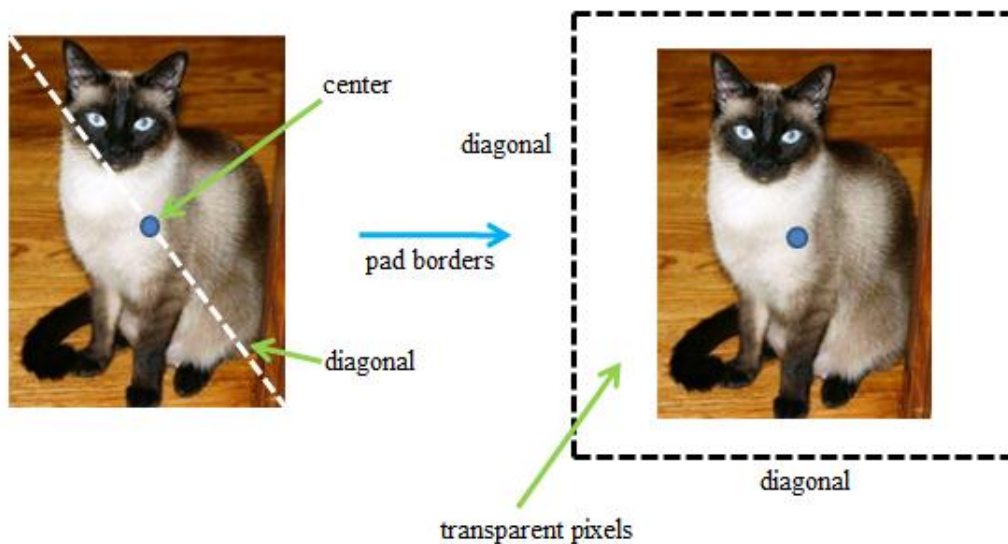 center
diagonal
pad borders
diagonal
diagonal
transparent pixels